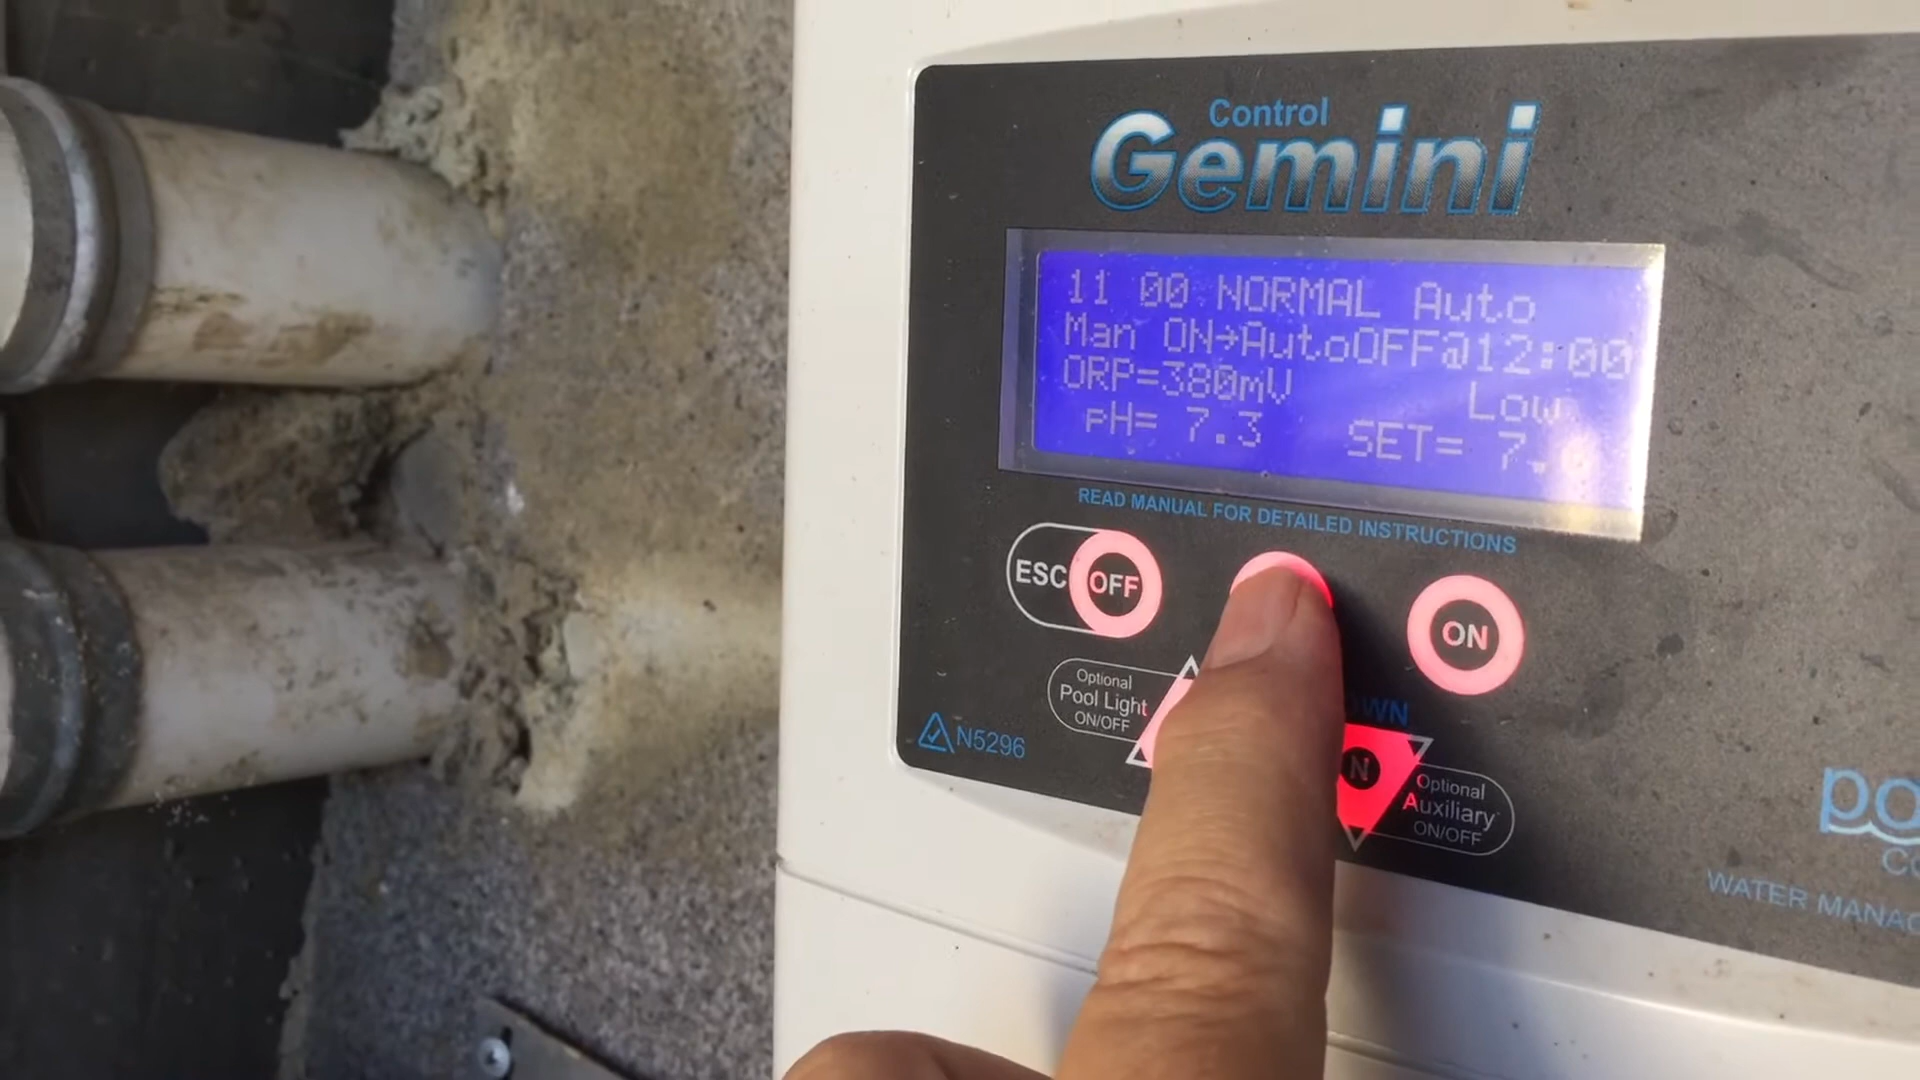 Control
Gemini
11 00 NORMAL Auto
Man ON→AutoOFF@12:00
ORP=380mV Low
pH= 7.3 SET= 7.
READ MANUAL FOR DETAILED INSTRUCTIONS
ESC OFF
ON
Optional
Pool Light
ON/OFF
N5296
N
Optional
Auxiliary
ON/OFF
WATER